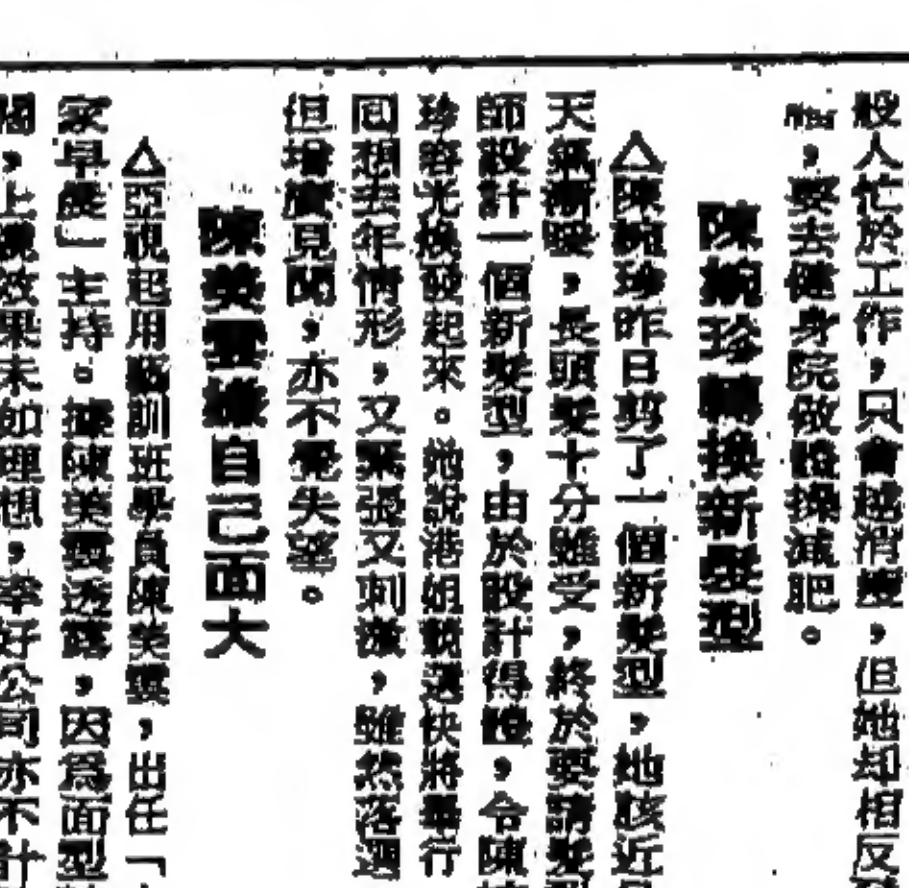 般人忙於工作，只會越消瘦，但她却相反
，要去健身院做體操減肥。
陳婉珍轉換新髮型
△陳婉珍昨日剪了一個新髮型，她謂近
天氣漸暖，長頭髮十分難受，終於要請髮型
師設計一個新髮型，由於設計得體，令陳
珍容光煥發起來。她說港姐競選快將舉行
回想去年情形，又緊張又刺激，雖然落選
但增廣見聞，亦不覺失望。
陳美靈嫌自己面大
△亞視起用藝訓班學員陳美靈，出任「
家早晨」主持。據陳美靈透露，因爲面型
闊，上鏡效果未如理想，幸好公司亦不計